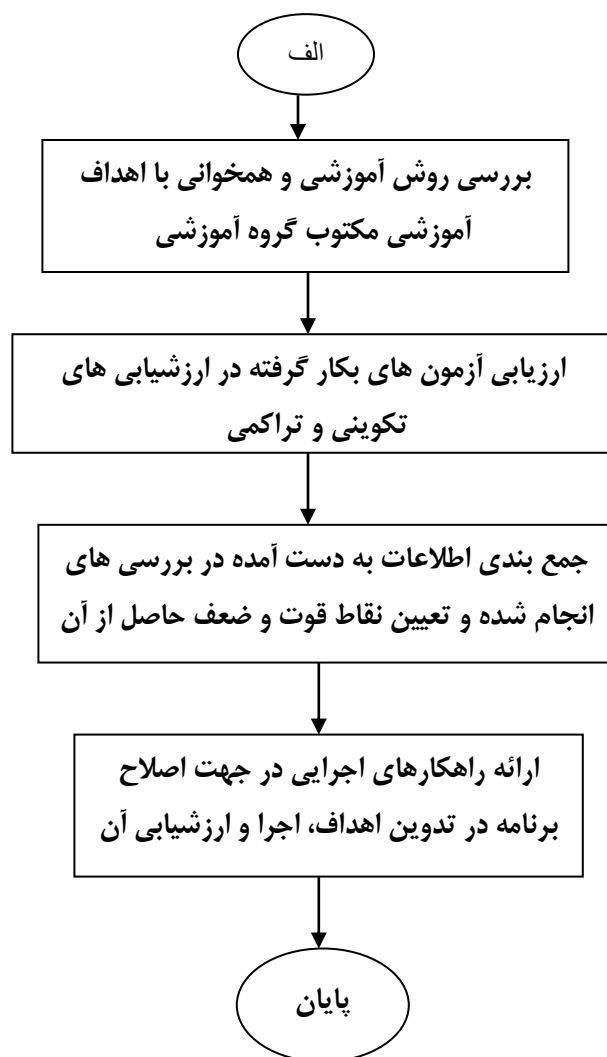 الف
بررسی روش آموزشی و همخوانی با اهداف
آموزشی مکتوب گروه آموزشی
ارزیابی آزمون های بکار گرفته در ارزشیابی های
تکوینی و تراکمی
جمع بندی اطلاعات به دست آمده در بررسی های
انجام شده و تعیین نقاط قوت و ضعف حاصل از آن
ارائه راهکارهای اجرایی در جهت اصلاح
برنامه در تدوین اهداف، اجرا و ارزشیابی آن
پایان